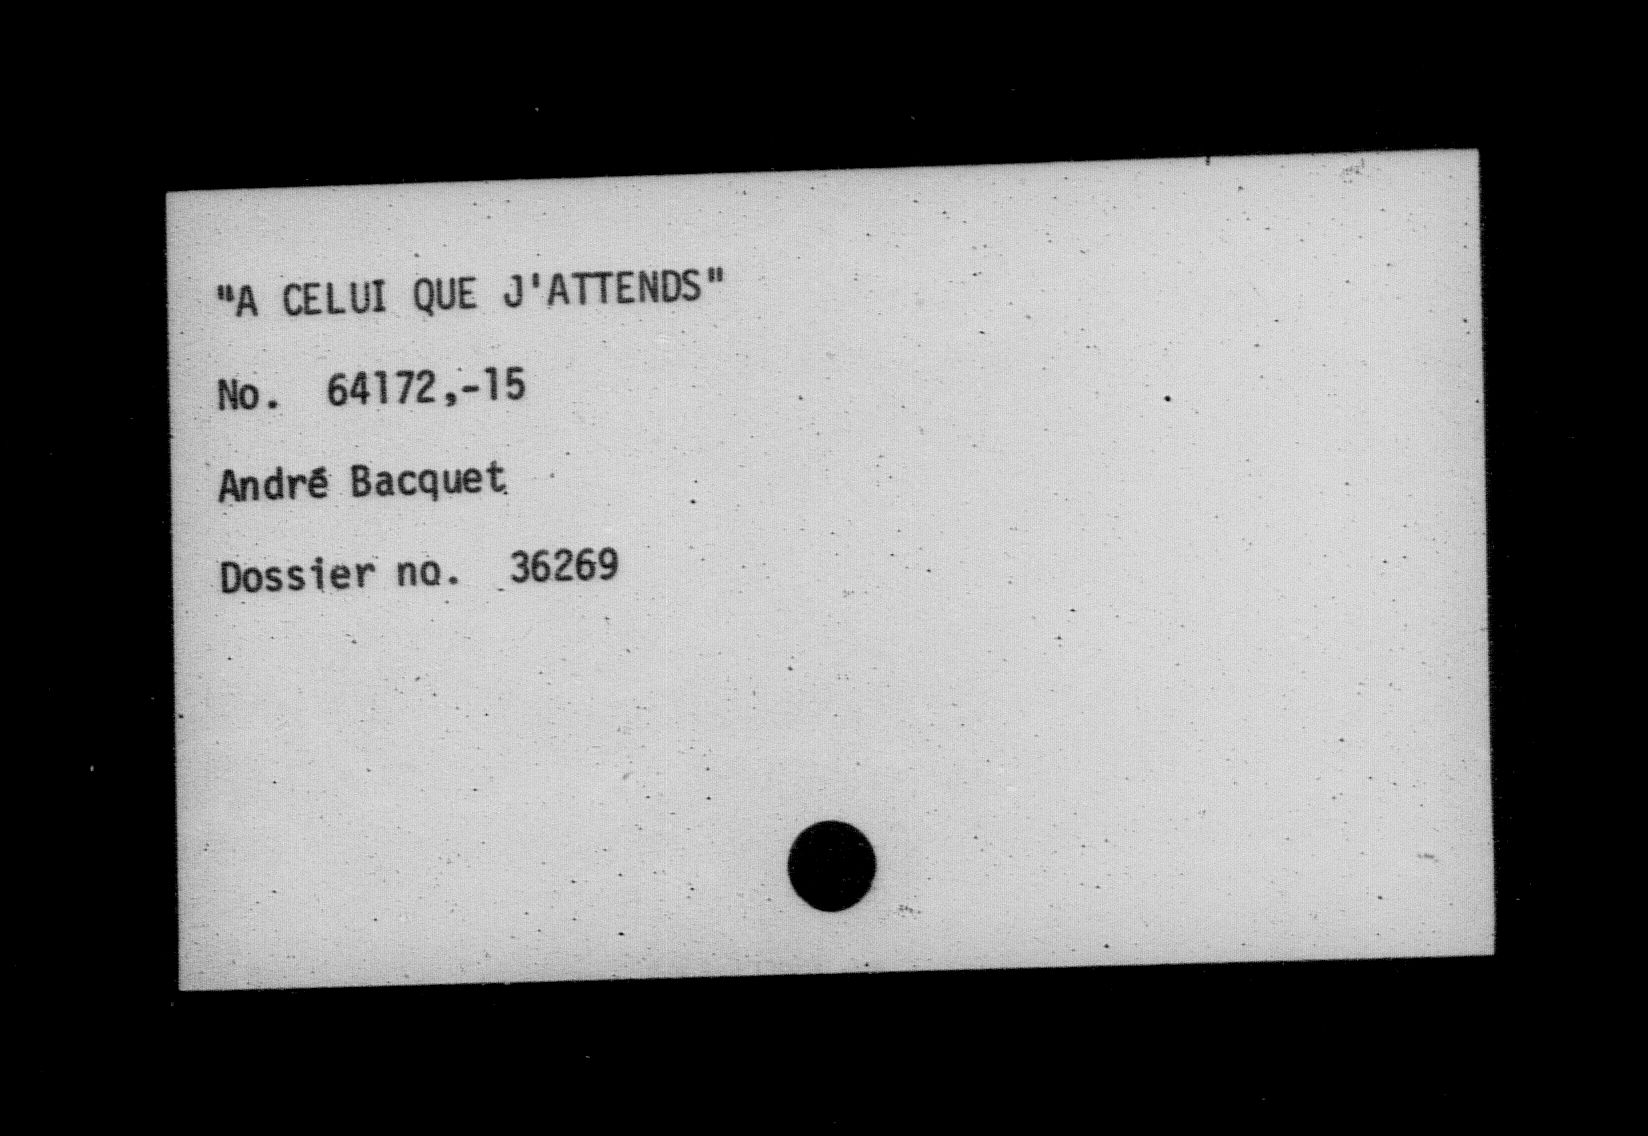 "A CELUI QUE J'ATTENDS"
No. 64172,-15
André Bacquet
Dossier no. 36269